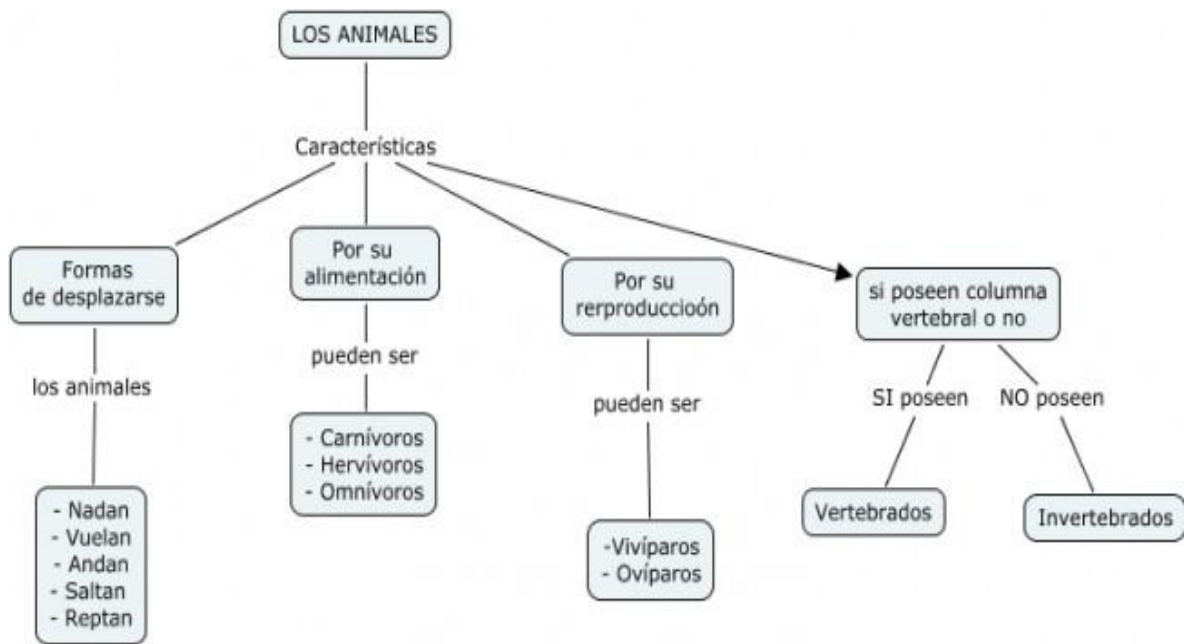 LOS ANIMALES
Características
Formas
de desplazarse
los animales
- Nadan
- Vuelan
- Andan
- Saltan
- Reptan
Por su
alimentación
pueden ser
- Carnívoros
- Hervívoros
- Omnívoros
Por su
rerproduccioón
pueden ser
-Vivíparos
- Ovíparos
si poseen columna
vertebral o no
SI poseen
Vertebrados
NO poseen
Invertebrados